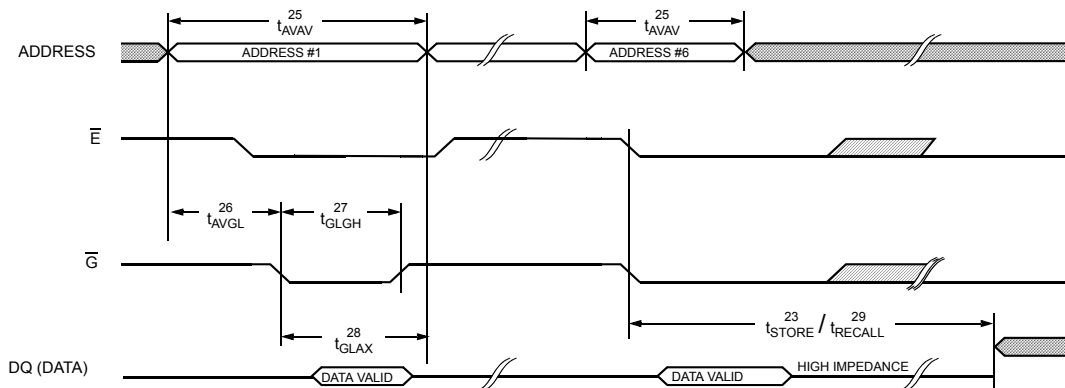 25
tAVAV
25
tAVAV
ADDRESS
ADDRESS #1
ADDRESS #6
E
26
tAVGL
27
tGLGH
G
23
tSTORE / 
29
tRECALL
28
tGLAX
HIGH IMPEDANCE
DQ (DATA)
DATA VALID
DATA VALID